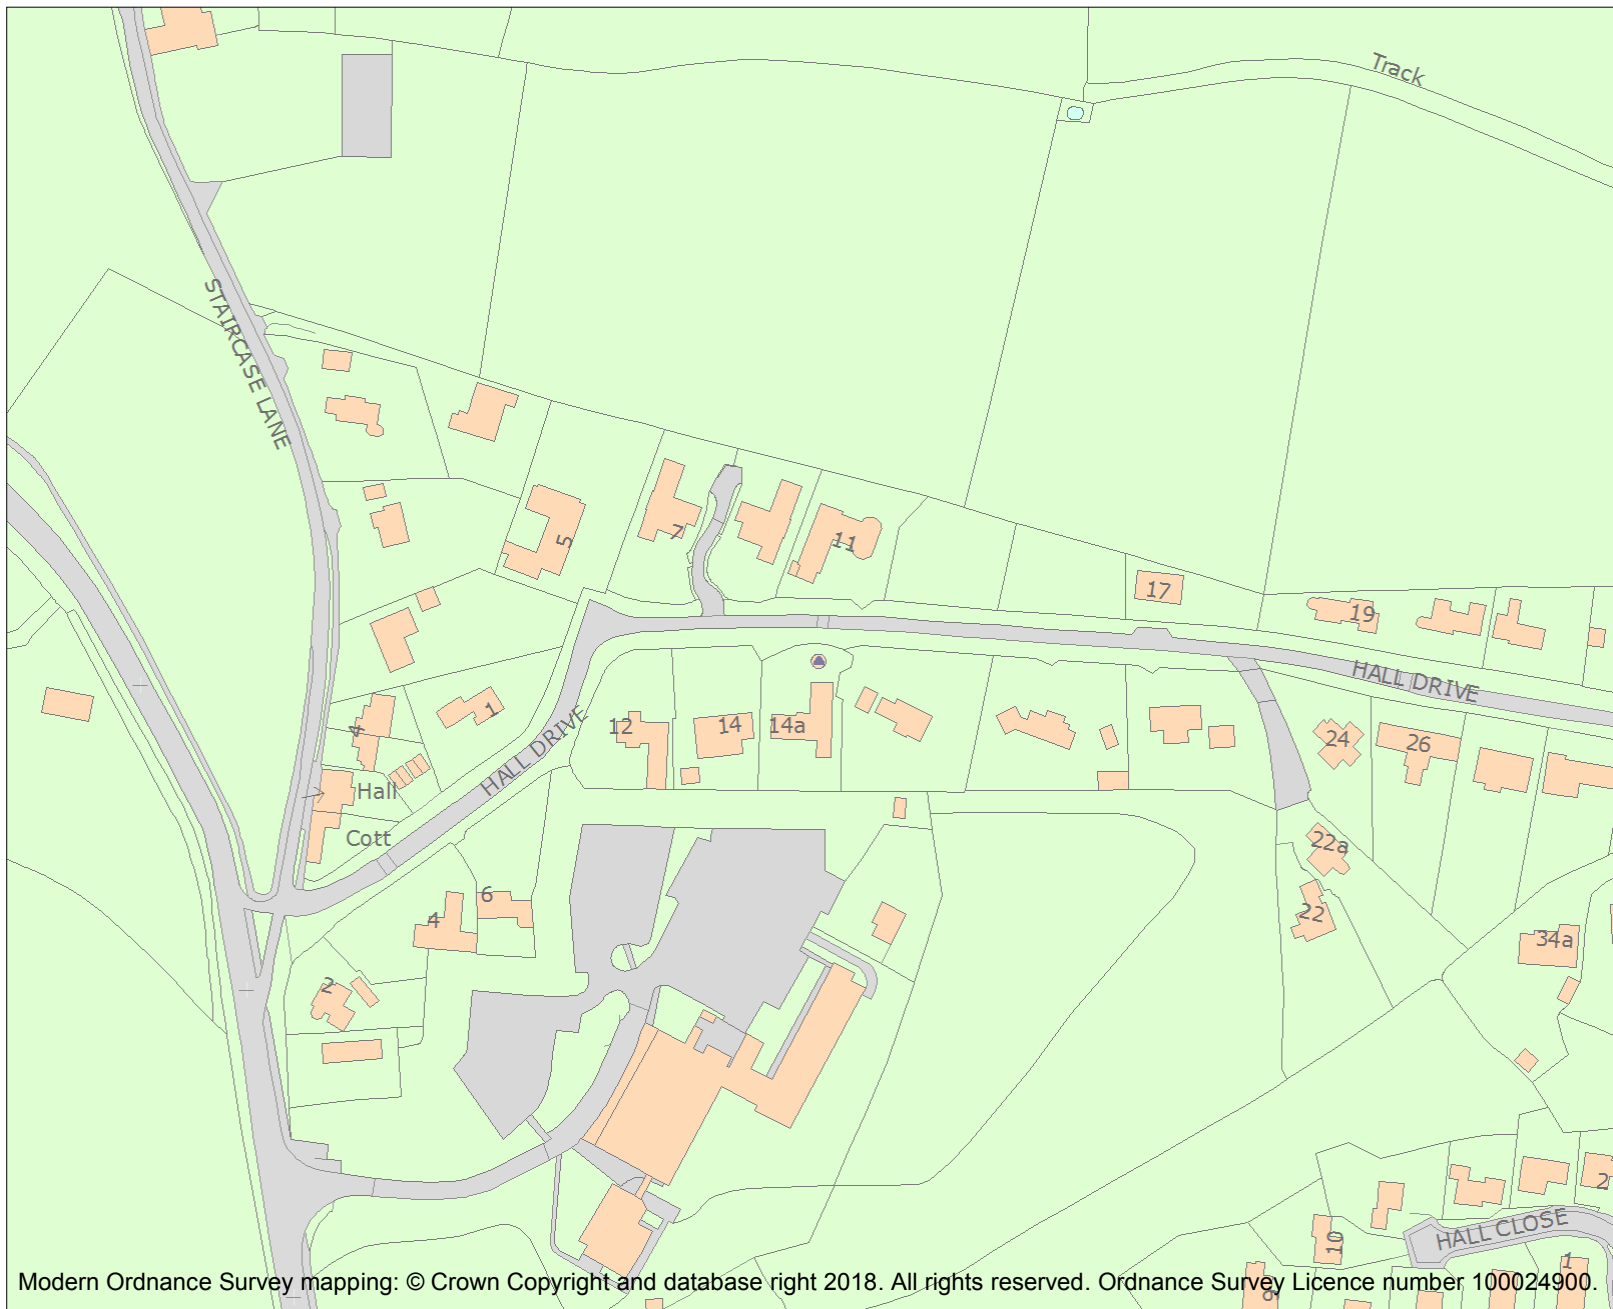 Track
STAIRCASE LANE
5
7
11
17
19
HALL DRIVE
1
4
12
14
14a
24
26
HALL DRIVE
Hall
Cott
22a
6
4
22
34a
2
2
HALL CLOSE
10
1
9
Modern Ordnance Survey mapping: © Crown Copyright and database right 2018. All rights reserved. Ordnance Survey Licence number 100024900.